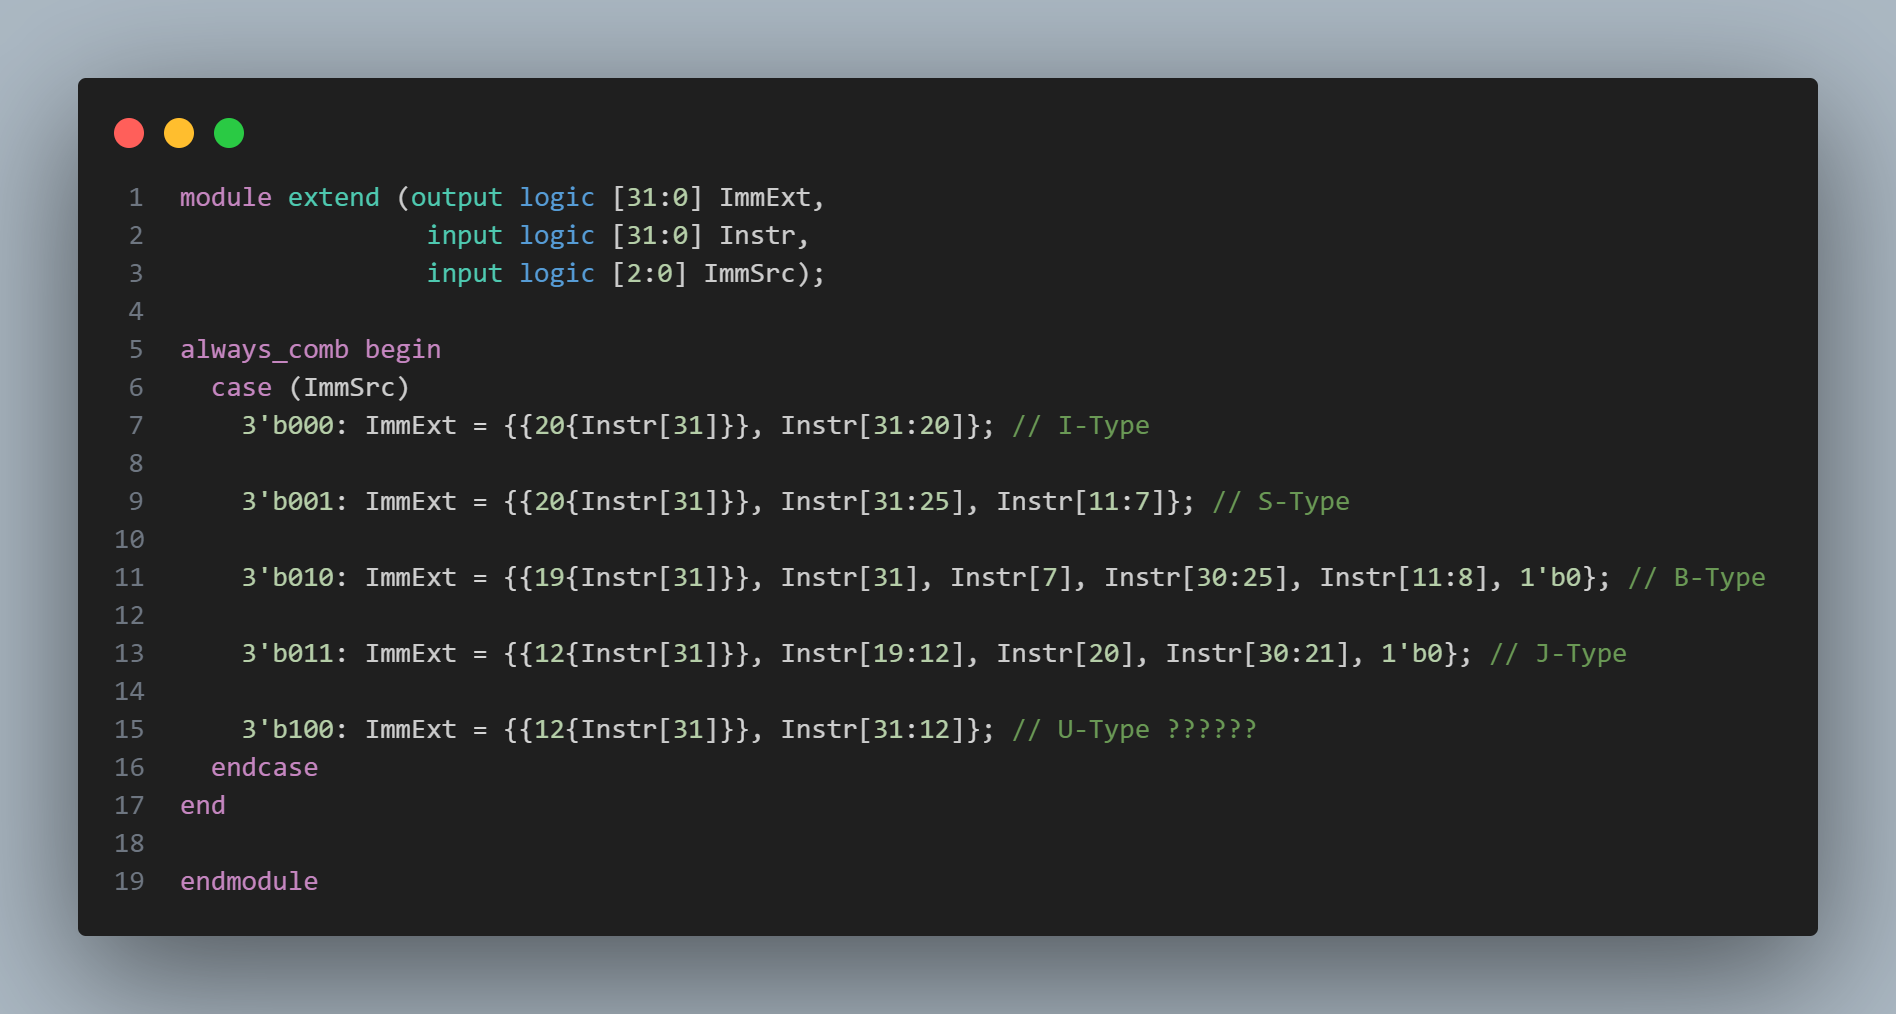 1 module extend (output logic [31:0] ImmExt,
2 input logic [31:0] Instr,
3 input logic [2:0] ImmSrc);
4
5 always_comb begin
6 case (ImmSrc)
7 3'b000: ImmExt = {{20{Instr[31]}}, Instr[31:20]}; // I-Type
8
9 3'b001: ImmExt = {{20{Instr[31]}}, Instr[31:25], Instr[11:7]}; // S-Type
10
11 3'b010: ImmExt = {{19{Instr[31]}}, Instr[31], Instr[7], Instr[30:25], Instr[11:8], 1'b0}; // B-Type
12
13 3'b011: ImmExt = {{12{Instr[31]}}, Instr[19:12], Instr[20], Instr[30:21], 1'b0}; // J-Type
14
15 3'b100: ImmExt = {{12{Instr[31]}}, Instr[31:12]}; // U-Type ??????
16 endcase
17 end
18
19 endmodule